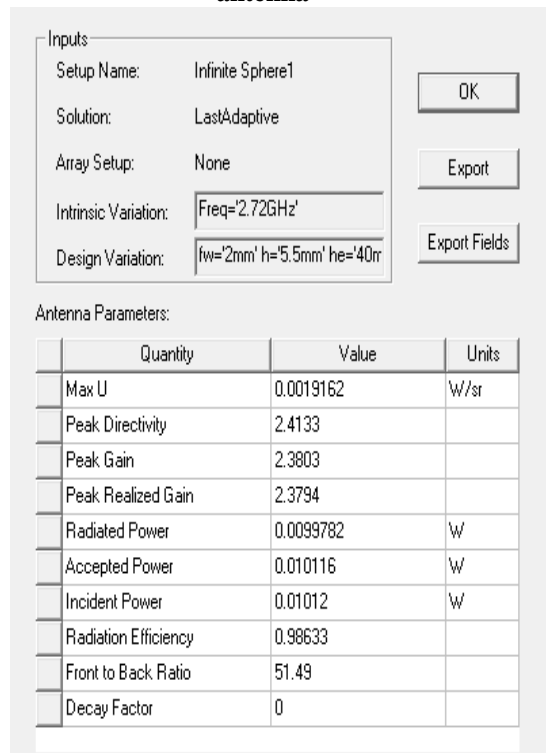 Inputs
Setup Name: Infinite Sphere1
OK
Solution: LastAdaptive
Array Setup: None
Export
Intrinsic Variation: Freq='2.72GHz'
Export Fields
Design Variation: fw='2mm' h='5.5mm' he='40m
Antenna Parameters:
Quantity Value Units
Max U 0.0019162 W/sr
Peak Directivity 2.4133
Peak Gain 2.3803
Peak Realized Gain 2.3794
Radiated Power 0.0099782 W
Accepted Power 0.010116 W
Incident Power 0.01012 W
Radiation Efficiency 0.98633
Front to Back Ratio 51.49
Decay Factor 0